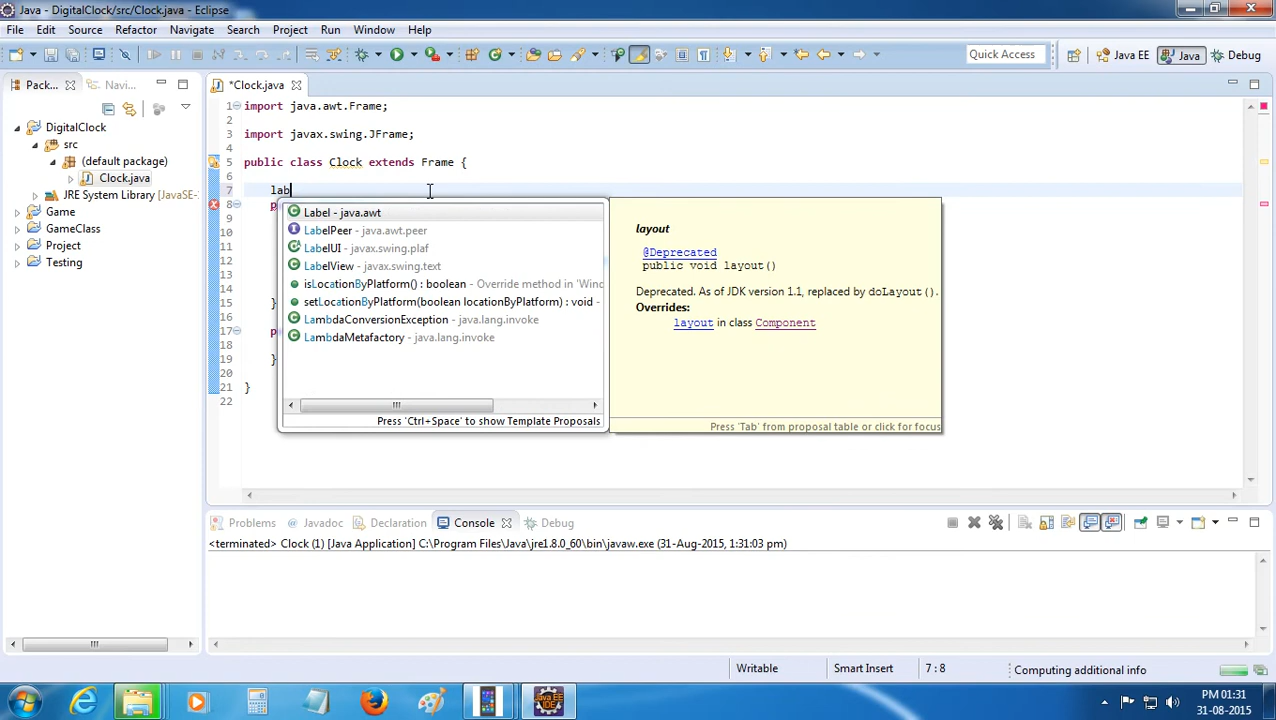 Java - DigitalClock/src/Clock.java - Eclipse
File Edit Source Refactor Navigate Search Project Run Window Help
Quick Access Java EE Java Debug
Pack... Navi...
DigitalClock
src
(default package)
Clock.java
JRE System Library [JavaSE-
Game
GameClass
Project
Testing
*Clock.java
1 import java.awt.Frame;
2
3 import javax.swing.JFrame;
4
5 public class Clock extends Frame {
6
7 lab
8 p
15 }
16
17 p
19 }
20
21 }
22
Label - java.awt
LabelPeer - java.awt.peer
LabelUI - javax.swing.plaf
LabelView - javax.swing.text
isLocationByPlatform() : boolean - Override method in 'Winc
setLocationByPlatform(boolean locationByPlatform) : void -
LambdaConversionException - java.lang.invoke
LambdaMetafactory - java.lang.invoke
Press 'Ctrl+Space' to show Template Proposals
layout
@Deprecated
public void layout()
Deprecated. As of JDK version 1.1, replaced by doLayout().
Overrides:
layout in class Component
Press 'Tab' from proposal table or click for focus
Problems Javadoc Declaration Console Debug
<terminated> Clock (1) [Java Application] C:\Program Files\Java\jre1.8.0_60\bin\javaw.exe (31-Aug-2015, 1:31:03 pm)
Writable Smart Insert 7 : 8 Computing additional info
Java EE IDE
PM 01:31
31-08-2015